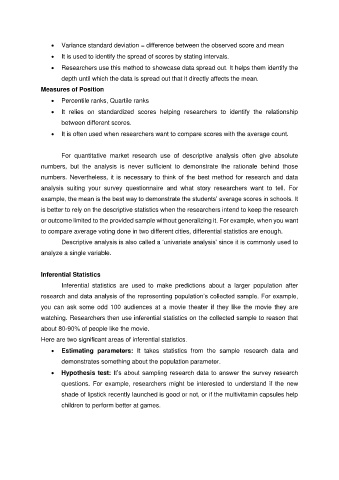 • Variance standard deviation = difference between the observed score and mean
• It is used to identify the spread of scores by stating intervals.
• Researchers use this method to showcase data spread out. It helps them identify the
depth until which the data is spread out that it directly affects the mean.
Measures of Position
• Percentile ranks, Quartile ranks
• It relies on standardized scores helping researchers to identify the relationship
between different scores.
• It is often used when researchers want to compare scores with the average count.
For quantitative market research use of descriptive analysis often give absolute
numbers, but the analysis is never sufficient to demonstrate the rationale behind those
numbers. Nevertheless, it is necessary to think of the best method for research and data
analysis suiting your survey questionnaire and what story researchers want to tell. For
example, the mean is the best way to demonstrate the students' average scores in schools. It
is better to rely on the descriptive statistics when the researchers intend to keep the research
or outcome limited to the provided sample without generalizing it. For example, when you want
to compare average voting done in two different cities, differential statistics are enough.
Descriptive analysis is also called a 'univariate analysis' since it is commonly used to
analyze a single variable.
Inferential Statistics
Inferential statistics are used to make predictions about a larger population after
research and data analysis of the representing population's collected sample. For example,
you can ask some odd 100 audiences at a movie theater if they like the movie they are
watching. Researchers then use inferential statistics on the collected sample to reason that
about 80-90% of people like the movie.
Here are two significant areas of inferential statistics.
• Estimating parameters: It takes statistics from the sample research data and
demonstrates something about the population parameter.
• Hypothesis test: It's about sampling research data to answer the survey research
questions. For example, researchers might be interested to understand if the new
shade of lipstick recently launched is good or not, or if the multivitamin capsules help
children to perform better at games.